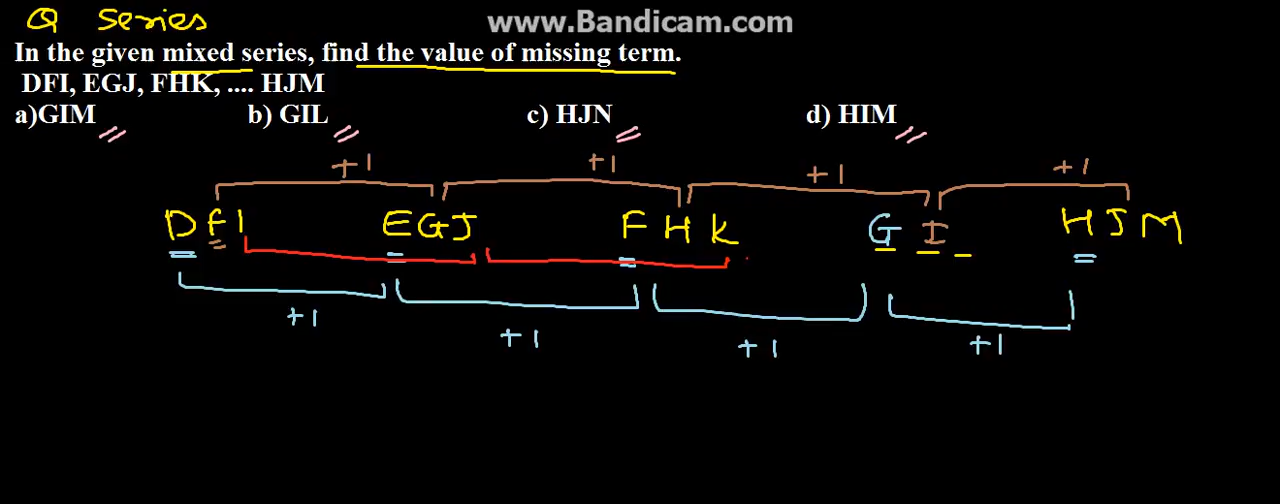 Q Series
www.Bandicam.com
In the given mixed series, find the value of missing term.
DFI, EGJ, FHK, .... HJM
a)GIM b) GIL c) HJN d) HIM
+1 +1 +1 +1
DfI EGJ FHK GI_ HJM
+1 +1 +1 +1